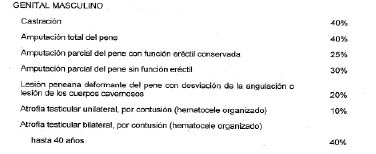 GENITAL MASCULINO
Castración 40%
Amputación total del pene 40%
Amputación parcial del pene con función eréctil conservada 25%
Amputación parcial del pene sin función eréctil 30%
Lesión peneana deformante del pene con desviación de la angulación o
lesión de los cuerpos cavernosos 20%
Atrofia testicular unilateral, por contusión (hematocele organizado) 10%
Atrofia testicular bilateral, por contusión (hematocele organizado)
hasta 40 años 40%